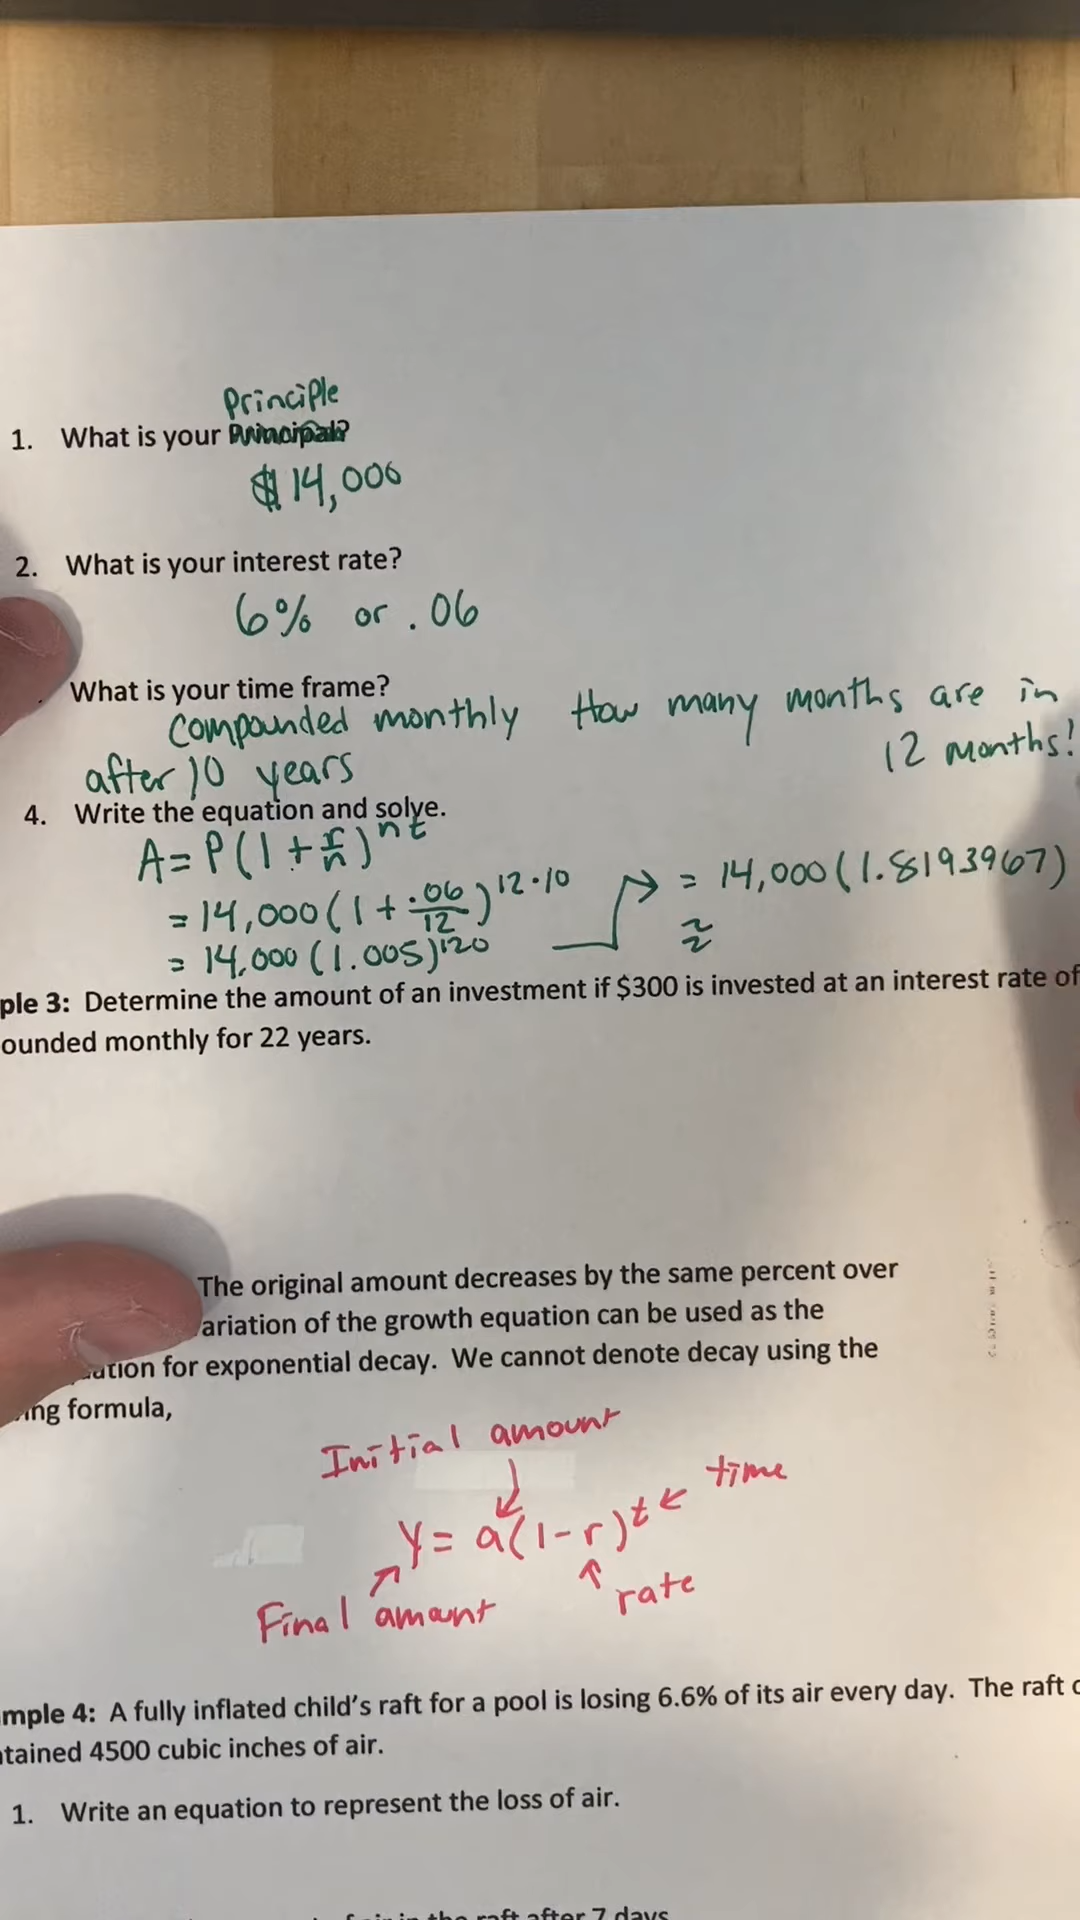 Principle
1. What is your Principal?
$14,000
2. What is your interest rate?
6% or .06
What is your time frame?
Compounded monthly How many months are in
after 10 years 12 months!
4. Write the equation and solve.
A = P(1 + r/n)^nt
= 14,000(1 + .06/12)^12·10
= 14,000(1.8193967)
= 14,000(1.005)^120
≈
ple 3: Determine the amount of an investment if $300 is invested at an interest rate of
ounded monthly for 22 years.
The original amount decreases by the same percent over
ariation of the growth equation can be used as the
ation for exponential decay. We cannot denote decay using the
ing formula,
Initial amount
time
y = a(1-r)^t
rate
Final amount
mple 4: A fully inflated child's raft for a pool is losing 6.6% of its air every day. The raft
tained 4500 cubic inches of air.
1. Write an equation to represent the loss of air.
in the raft after 7 days